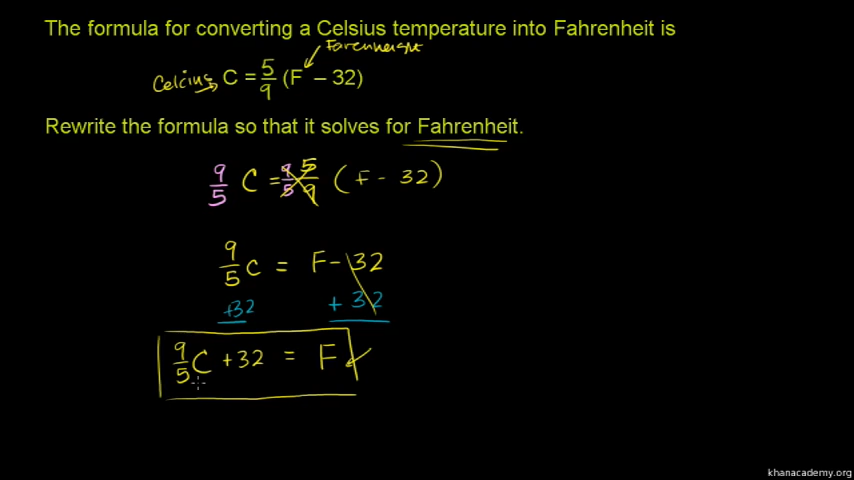 The formula for converting a Celsius temperature into Fahrenheit is
Farenheight
Celcius C = 5/9 (F − 32)
Rewrite the formula so that it solves for Fahrenheit.
9/5 C = 9/5 5/9 (F - 32)
9/5 C = F - 32
+32 + 32
9/5 C + 32 = F
khanacademy.org